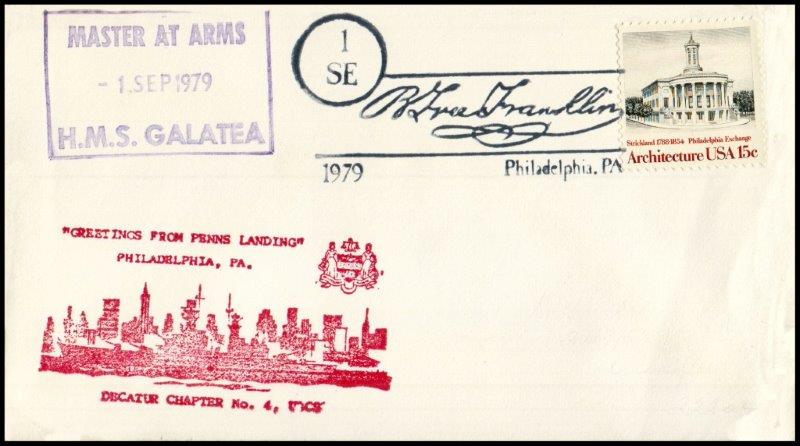 MASTER AT ARMS
- 1. SEP 1979
H.M.S. GALATEA
1
SE
B Free Franklin
1979
Philadelphia, PA
Strickland 1788-1854 Philadelphia Exchange
Architecture USA 15c
"GREETINGS FROM PENNS LANDING"
PHILADELPHIA, PA.
DECATUR CHAPTER No. 4, UNCS